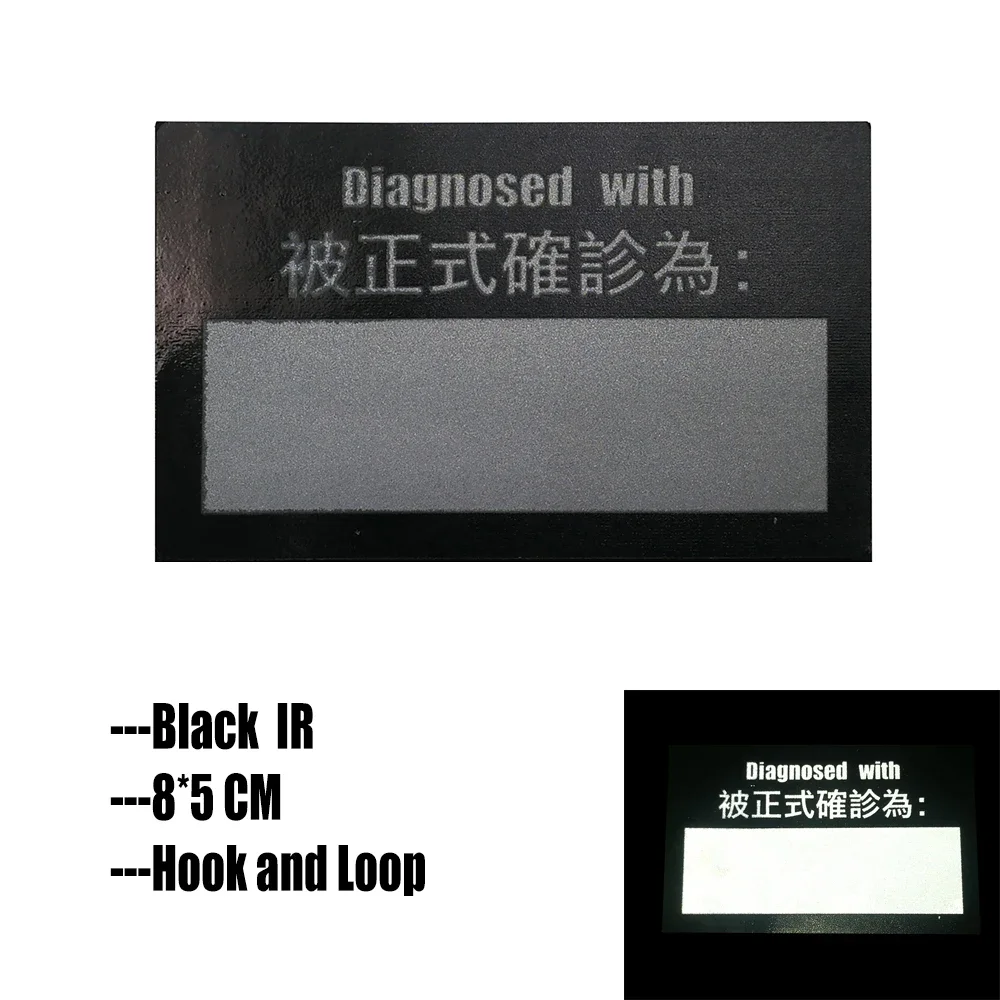 Diagnosed with
被正式確診為:
---Black IR
---8*5 CM
---Hook and Loop
Diagnosed with
被正式確診為: